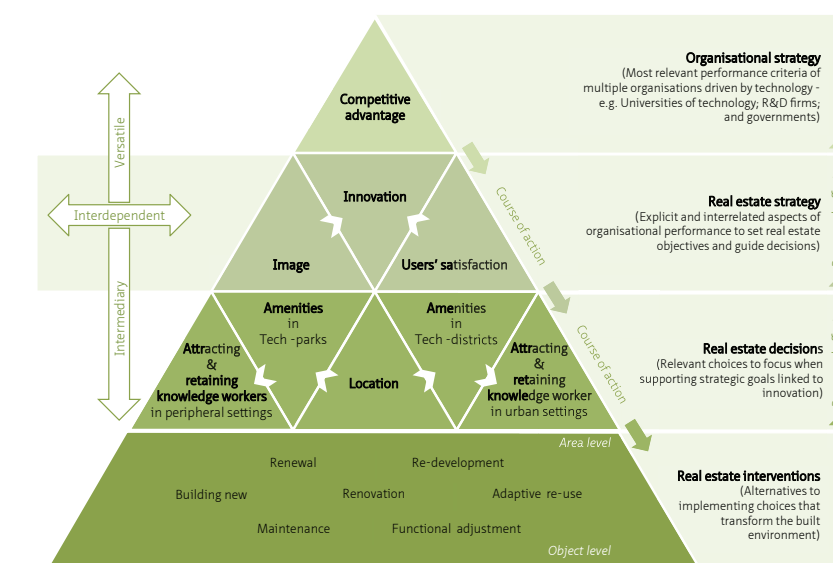 Organisational strategy
(Most relevant performance criteria of
multiple organisations driven by technology -
e.g. Universities of technology; R&D firms;
and governments)
Competitive
advantage
Versatile
Interdependent
Intermediary
Innovation
Image
Users' satisfaction
Course of action
Real estate strategy
(Explicit and interrelated aspects of
organisational performance to set real estate
objectives and guide decisions)
Amenities
in
Tech -parks
Amenities
in
Tech -districts
Attracting
&
retaining
knowledge workers
in peripheral settings
Location
Attracting
&
retaining
knowledge worker
in urban settings
Course of action
Real estate decisions
(Relevant choices to focus when
supporting strategic goals linked to
innovation)
Area level
Renewal
Re-development
Building new
Renovation
Adaptive re-use
Maintenance
Functional adjustment
Object level
Real estate interventions
(Alternatives to
implementing choices that
transform the built
environment)